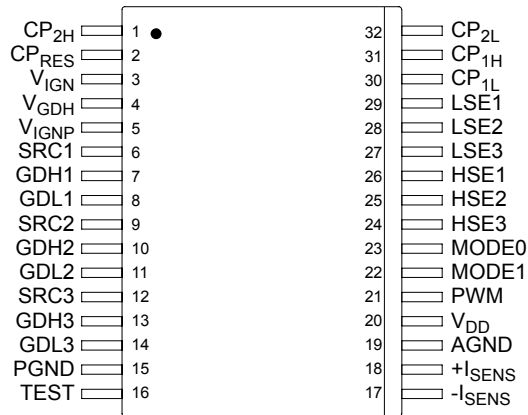 CP2H 1 32 CP2L
CPRES 2 31 CP1H
VIGN 3 30 CP1L
VGDH 4 29 LSE1
VIGNP 5 28 LSE2
SRC1 6 27 LSE3
GDH1 7 26 HSE1
GDL1 8 25 HSE2
SRC2 9 24 HSE3
GDH2 10 23 MODE0
GDL2 11 22 MODE1
SRC3 12 21 PWM
GDH3 13 20 VDD
GDL3 14 19 AGND
PGND 15 18 +ISENS
TEST 16 17 -ISENS